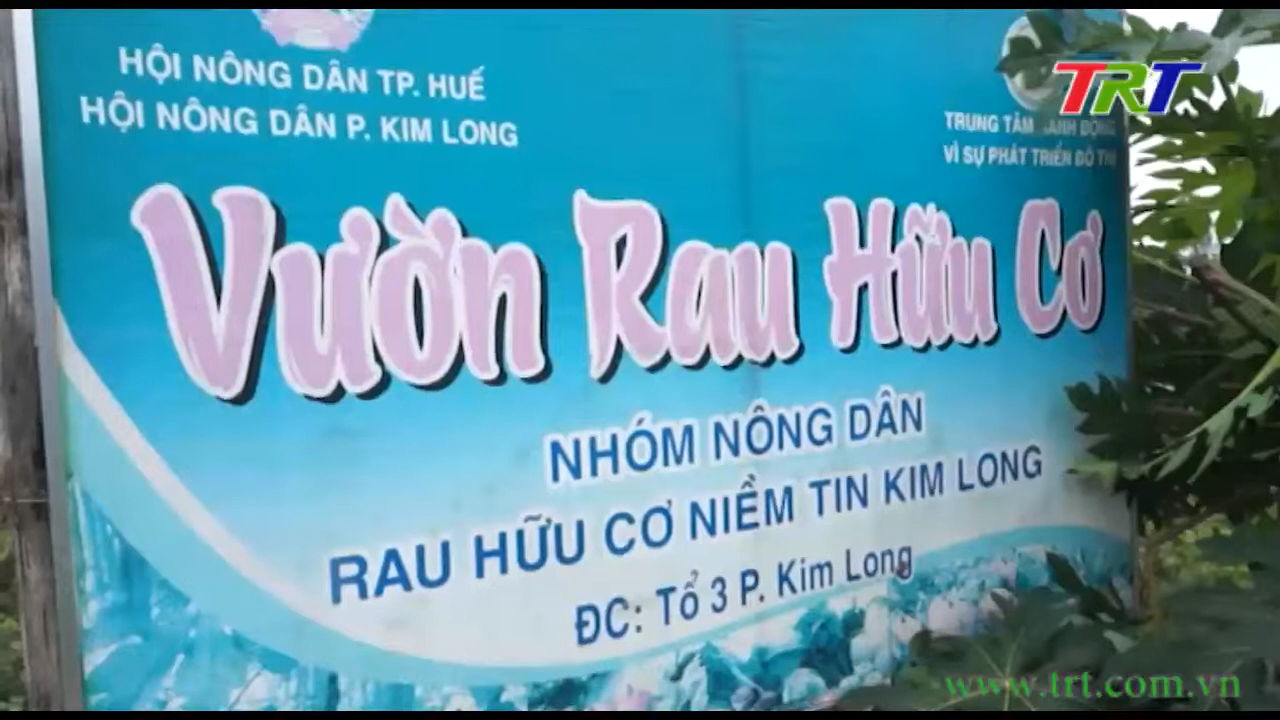 HỘI NÔNG DÂN TP. HUẾ
HỘI NÔNG DÂN P. KIM LONG
TRT
TRUNG TÂM ĐỘNG
VÌ SỰ PHÁT TRIỂN ĐÔ THỊ
Vườn Rau Hữu Cơ
NHÓM NÔNG DÂN
RAU HỮU CƠ NIỀM TIN KIM LONG
ĐC: Tổ 3 P. Kim Long
www.trt.com.vn